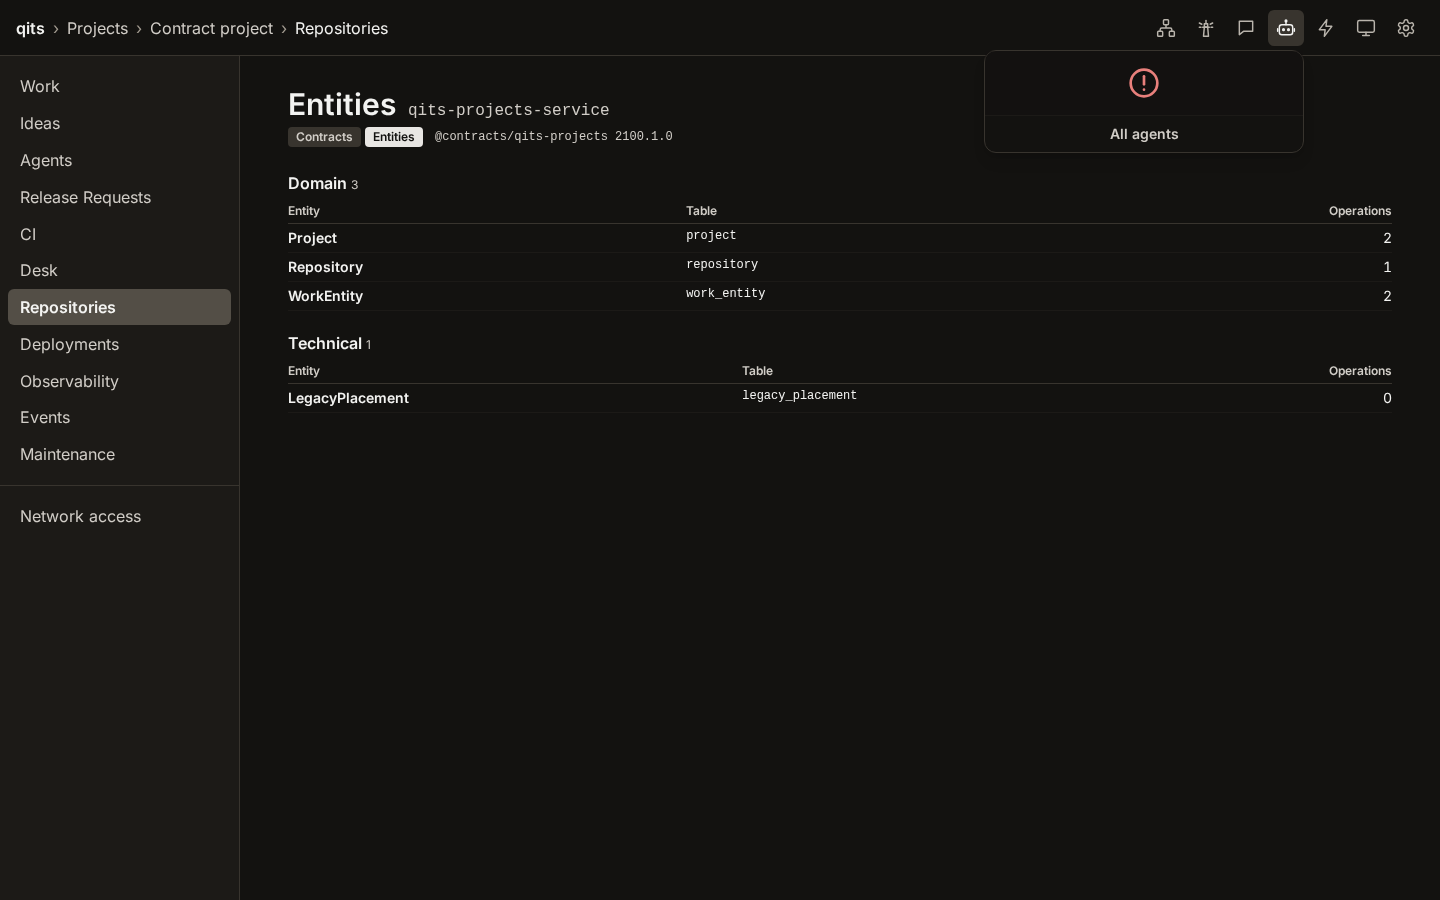 qits › Projects › Contract project › Repositories
All agents
Work
Ideas
Agents
Release Requests
CI
Desk
Repositories
Deployments
Observability
Events
Maintenance
Network access
Entities qits-projects-service
Contracts Entities @contracts/qits-projects 2100.1.0
Domain 3
Entity Table Operations
Project project 2
Repository repository 1
WorkEntity work_entity 2
Technical 1
Entity Table Operations
LegacyPlacement legacy_placement 0